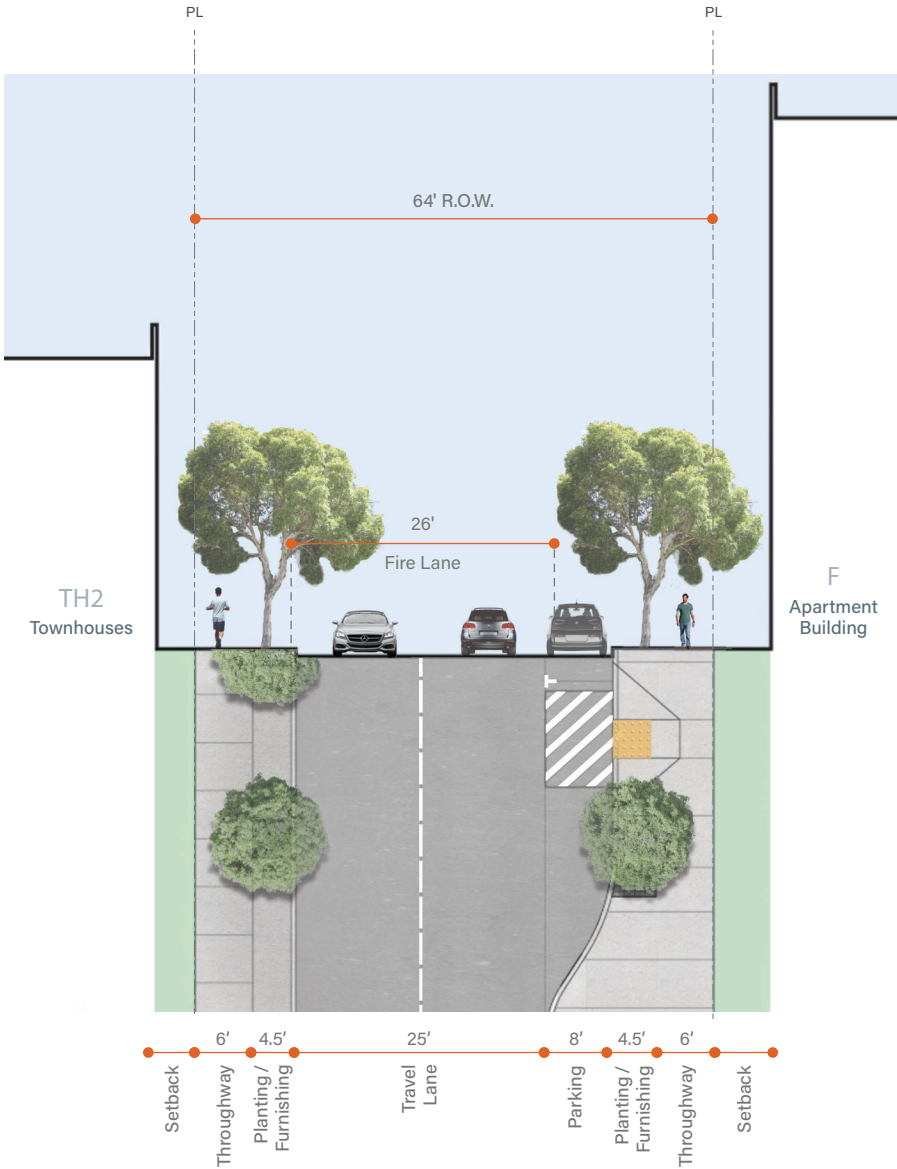 PL
PL
64' R.O.W.
26'
Fire Lane
TH2
Townhouses
F
Apartment
Building
6’
4.5’
25’
8’
4.5’
6’
Setback
Throughway
Planting /
Furnishing
Travel
Lane
Parking
Planting /
Furnishing
Throughway
Setback